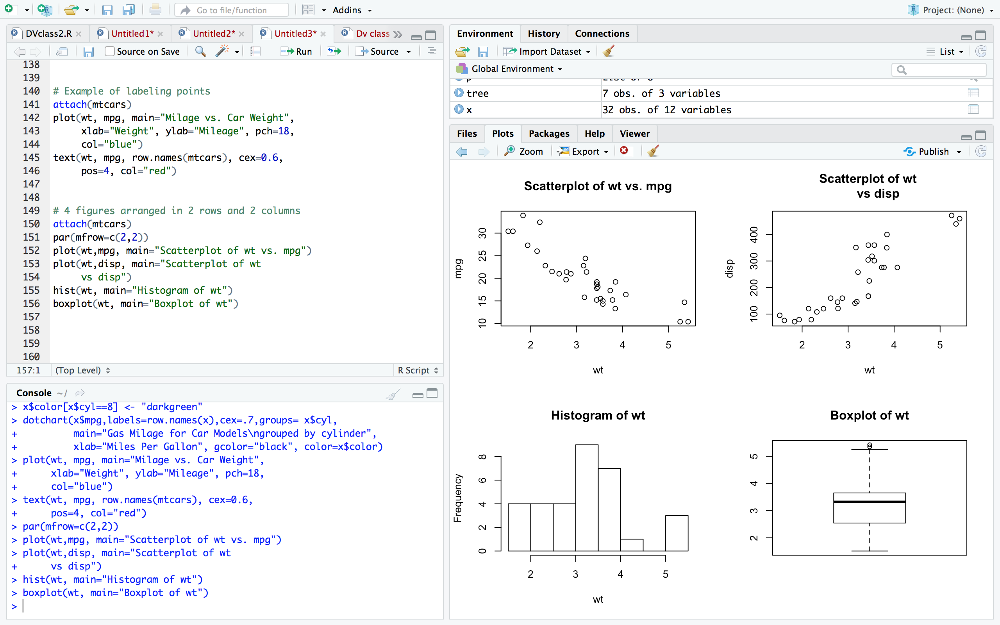 Go to file/function
Addins
Project: (None)
DVclass2.R
Untitled1*
Untitled2*
Untitled3*
Dv class
Source on Save
Run
Source
138
139
140 # Example of labeling points
141 attach(mtcars)
142 plot(wt, mpg, main="Milage vs. Car Weight",
143 xlab="Weight", ylab="Mileage", pch=18,
144 col="blue")
145 text(wt, mpg, row.names(mtcars), cex=0.6,
146 pos=4, col="red")
147
148
149 # 4 figures arranged in 2 rows and 2 columns
150 attach(mtcars)
151 par(mfrow=c(2,2))
152 plot(wt,mpg, main="Scatterplot of wt vs. mpg")
153 plot(wt,disp, main="Scatterplot of wt
154 vs disp")
155 hist(wt, main="Histogram of wt")
156 boxplot(wt, main="Boxplot of wt")
157
158
159
160
157:1 (Top Level) R Script
Console ~/
> x$color[x$cyl==8] <- "darkgreen"
> dotchart(x$mpg,labels=row.names(x),cex=.7,groups= x$cyl,
+ main="Gas Milage for Car Models\ngrouped by cylinder",
+ xlab="Miles Per Gallon", gcolor="black", color=x$color)
> plot(wt, mpg, main="Milage vs. Car Weight",
+ xlab="Weight", ylab="Mileage", pch=18,
+ col="blue")
> text(wt, mpg, row.names(mtcars), cex=0.6,
+ pos=4, col="red")
> par(mfrow=c(2,2))
> plot(wt,mpg, main="Scatterplot of wt vs. mpg")
> plot(wt,disp, main="Scatterplot of wt
+ vs disp")
> hist(wt, main="Histogram of wt")
> boxplot(wt, main="Boxplot of wt")
>
Environment History Connections
Import Dataset
List
Global Environment
tree 7 obs. of 3 variables
x 32 obs. of 12 variables
Files Plots Packages Help Viewer
Zoom Export Publish
Scatterplot of wt vs. mpg
mpg
10 15 20 25 30
2 3 4 5
wt
Scatterplot of wt
vs disp
disp
100 200 300 400
2 3 4 5
wt
Histogram of wt
Frequency
0 2 4 6 8
2 3 4 5
wt
Boxplot of wt
2 3 4 5